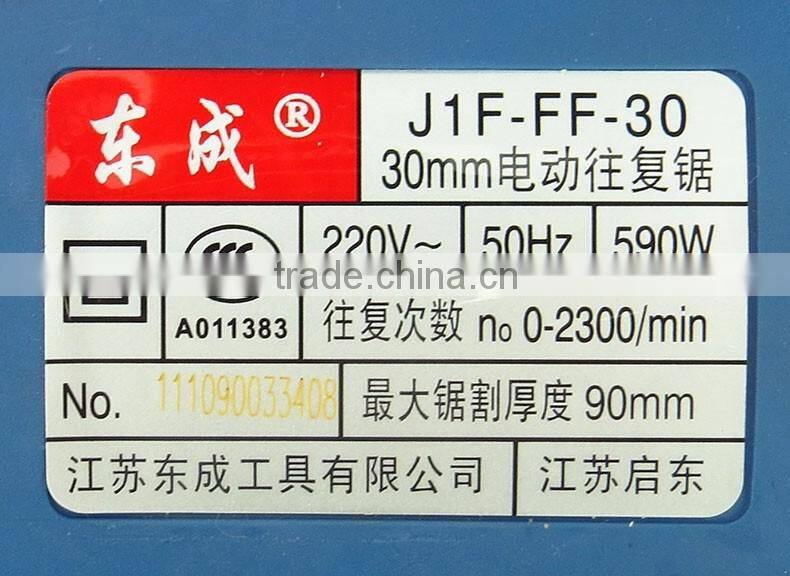 东成®
J1F-FF-30
30mm电动往复锯
220V~ 50Hz 590W
trade.china.cn
A011383
往复次数 n₀ 0-2300/min
No. 111090033408
最大锯割厚度 90mm
江苏东成工具有限公司
江苏启东